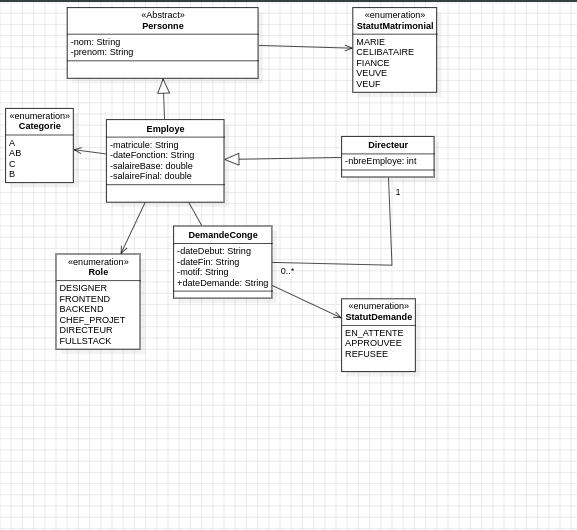 «Abstract»
Personne
-nom: String
-prenom: String
«enumeration»
StatutMatrimonial
MARIE
CELIBATAIRE
FIANCE
VEUVE
VEUF
«enumeration»
Categorie
A
AB
C
B
Employe
-matricule: String
-dateFonction: String
-salaireBase: double
-salaireFinal: double
Directeur
-nbreEmploye: int
1
DemandeConge
-dateDebut: String
-dateFin: String
-motif: String
+dateDemande: String
0..*
«enumeration»
Role
DESIGNER
FRONTEND
BACKEND
CHEF_PROJET
DIRECTEUR
FULLSTACK
«enumeration»
StatutDemande
EN_ATTENTE
APPROUVEE
REFUSEE